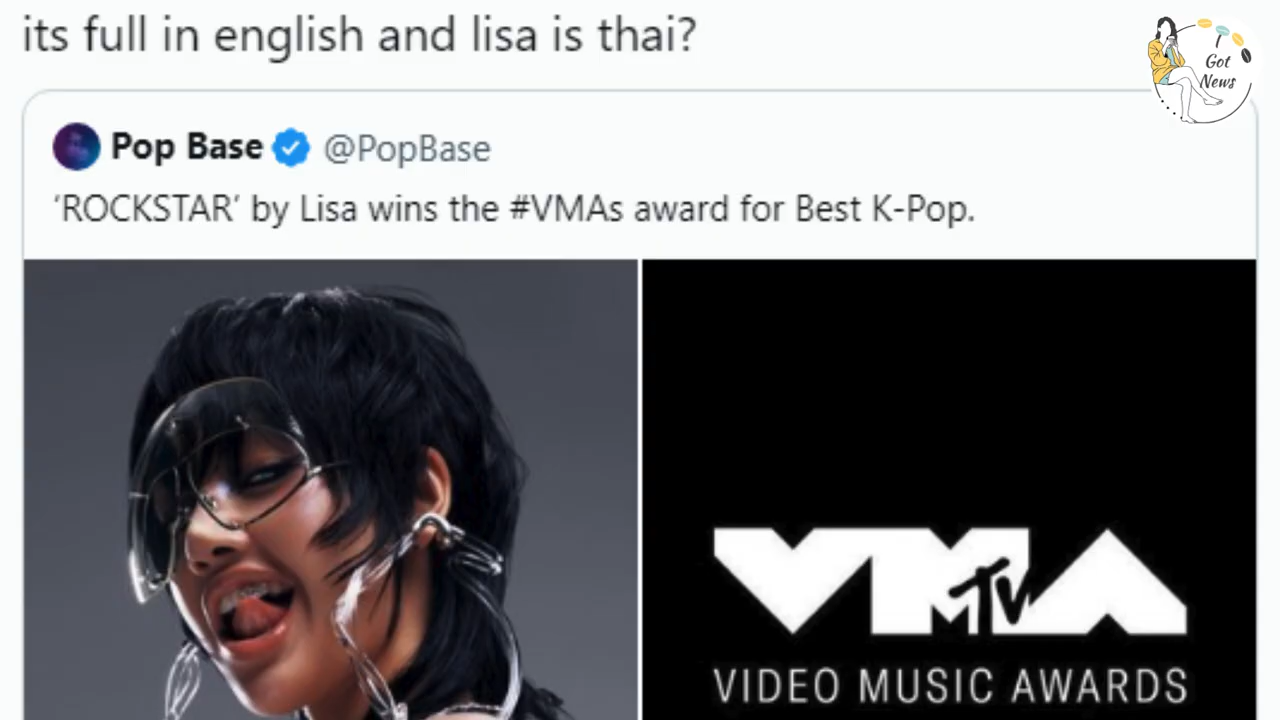 its full in english and lisa is thai?
I
Got
News
Pop Base @PopBase
‘ROCKSTAR’ by Lisa wins the #VMAs award for Best K-Pop.
VMA
MTV
VIDEO MUSIC AWARDS